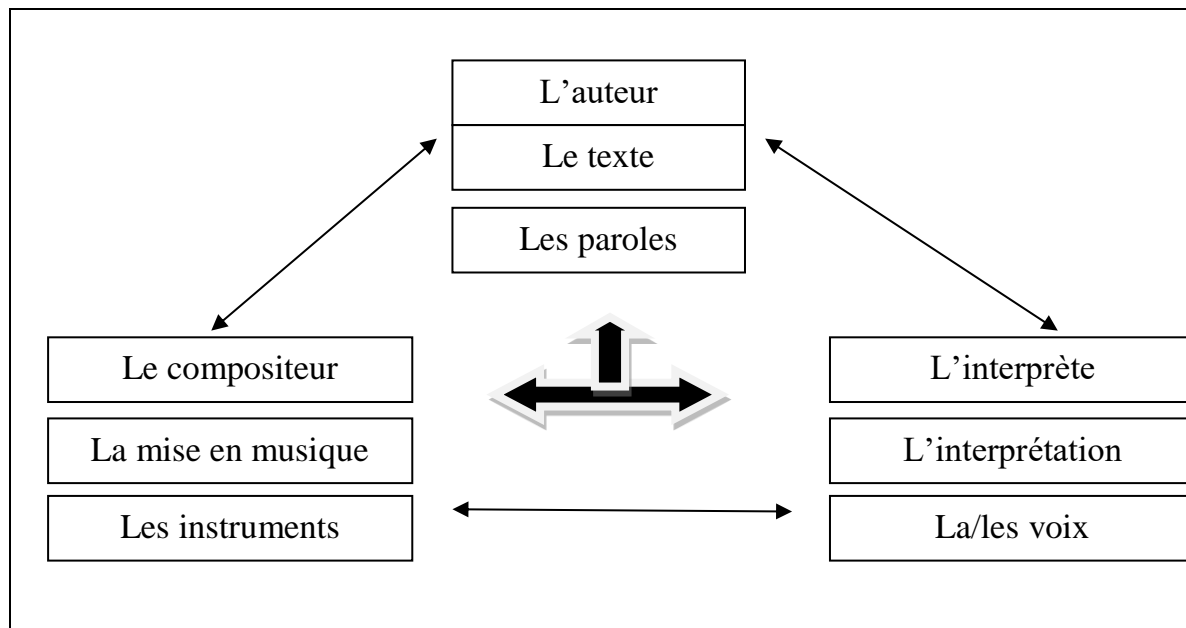 L’auteur
Le texte
Les paroles
Le compositeur
La mise en musique
Les instruments
L’interprète
L’interprétation
La/les voix